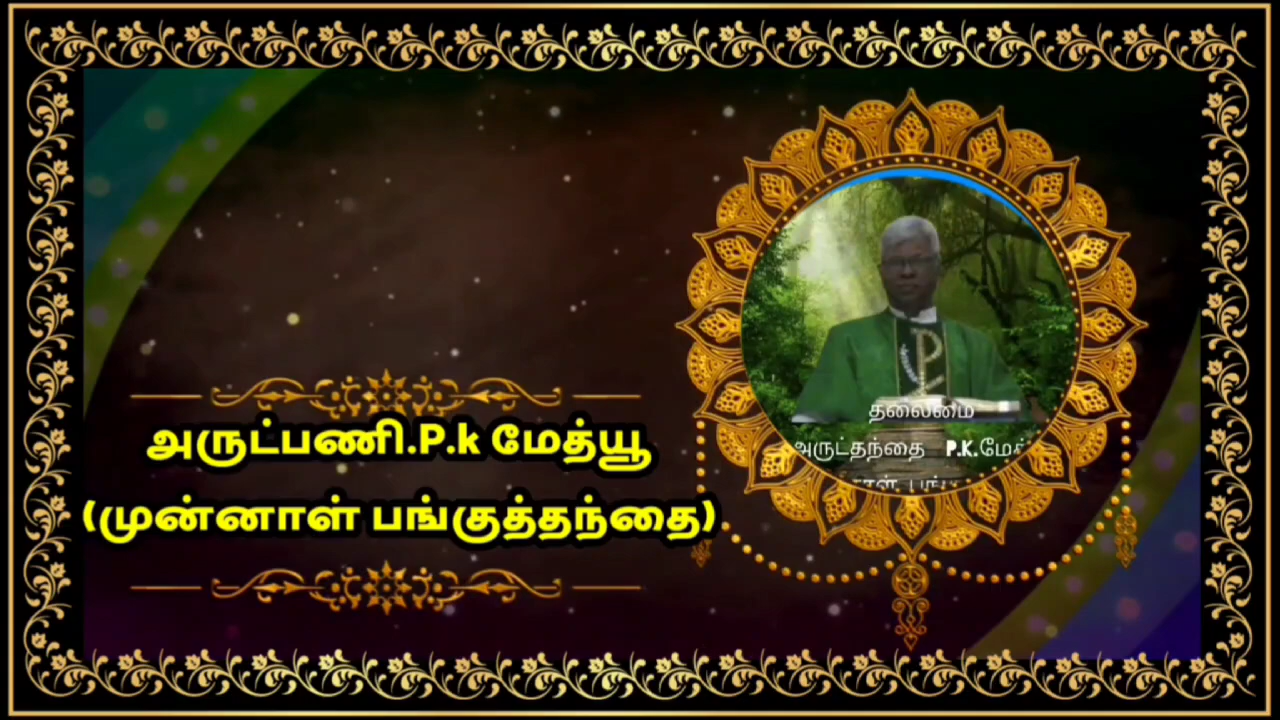 அருட்பணி.P.k மேத்யூ
(முன்னாள் பங்குத்தந்தை)
தலைமை
அருட்தந்தை P.K.மேத்